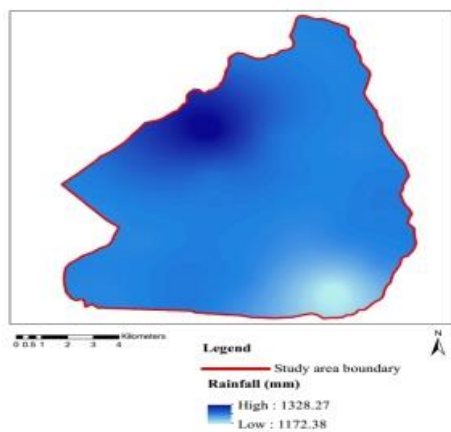 Kilometers
0 0.5 1 2 3 4
N
Legend
Study area boundary
Rainfall (mm)
High : 1328.27
Low : 1172.38